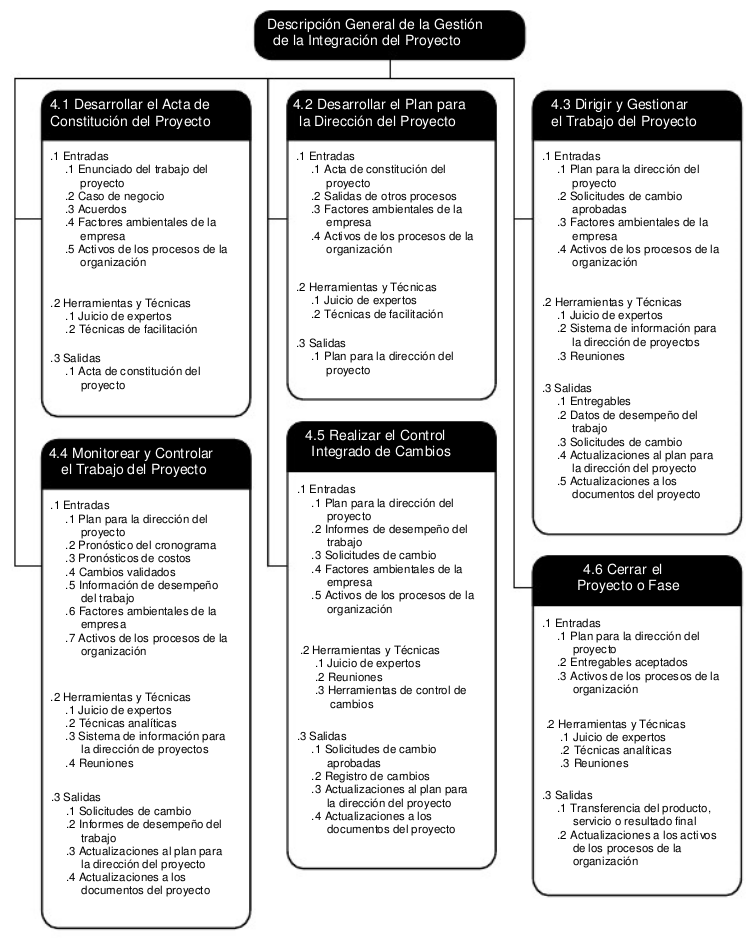 Descripción General de la Gestión
de la Integración del Proyecto
4.1 Desarrollar el Acta de
Constitución del Proyecto
.1 Entradas
.1 Enunciado del trabajo del
proyecto
.2 Caso de negocio
.3 Acuerdos
.4 Factores ambientales de la
empresa
.5 Activos de los procesos de la
organización
.2 Herramientas y Técnicas
.1 Juicio de expertos
.2 Técnicas de facilitación
.3 Salidas
.1 Acta de constitución del
proyecto
4.2 Desarrollar el Plan para
la Dirección del Proyecto
.1 Entradas
.1 Acta de constitución del
proyecto
.2 Salidas de otros procesos
.3 Factores ambientales de la
empresa
.4 Activos de los procesos de la
organización
.2 Herramientas y Técnicas
.1 Juicio de expertos
.2 Técnicas de facilitación
.3 Salidas
.1 Plan para la dirección del
proyecto
4.3 Dirigir y Gestionar
el Trabajo del Proyecto
.1 Entradas
.1 Plan para la dirección del
proyecto
.2 Solicitudes de cambio
aprobadas
.3 Factores ambientales de la
empresa
.4 Activos de los procesos de la
organización
.2 Herramientas y Técnicas
.1 Juicio de expertos
.2 Sistema de información para
la dirección de proyectos
.3 Reuniones
.3 Salidas
.1 Entregables
.2 Datos de desempeño del
trabajo
.3 Solicitudes de cambio
.4 Actualizaciones al plan para
la dirección del proyecto
.5 Actualizaciones a los
documentos del proyecto
4.4 Monitorear y Controlar
el Trabajo del Proyecto
.1 Entradas
.1 Plan para la dirección del
proyecto
.2 Pronóstico del cronograma
.3 Pronósticos de costos
.4 Cambios validados
.5 Información de desempeño
del trabajo
.6 Factores ambientales de la
empresa
.7 Activos de los procesos de la
organización
.2 Herramientas y Técnicas
.1 Juicio de expertos
.2 Técnicas analíticas
.3 Sistema de información para
la dirección de proyectos
.4 Reuniones
.3 Salidas
.1 Solicitudes de cambio
.2 Informes de desempeño del
trabajo
.3 Actualizaciones al plan para
la dirección del proyecto
.4 Actualizaciones a los
documentos del proyecto
4.5 Realizar el Control
Integrado de Cambios
.1 Entradas
.1 Plan para la dirección del
proyecto
.2 Informes de desempeño del
trabajo
.3 Solicitudes de cambio
.4 Factores ambientales de la
empresa
.5 Activos de los procesos de la
organización
.2 Herramientas y Técnicas
.1 Juicio de expertos
.2 Reuniones
.3 Herramientas de control de
cambios
.3 Salidas
.1 Solicitudes de cambio
aprobadas
.2 Registro de cambios
.3 Actualizaciones al plan para
la dirección del proyecto
.4 Actualizaciones a los
documentos del proyecto
4.6 Cerrar el
Proyecto o Fase
.1 Entradas
.1 Plan para la dirección del
proyecto
.2 Entregables aceptados
.3 Activos de los procesos de la
organización
.2 Herramientas y Técnicas
.1 Juicio de expertos
.2 Técnicas analíticas
.3 Reuniones
.3 Salidas
.1 Transferencia del producto,
servicio o resultado final
.2 Actualizaciones a los activos
de los procesos de la
organización